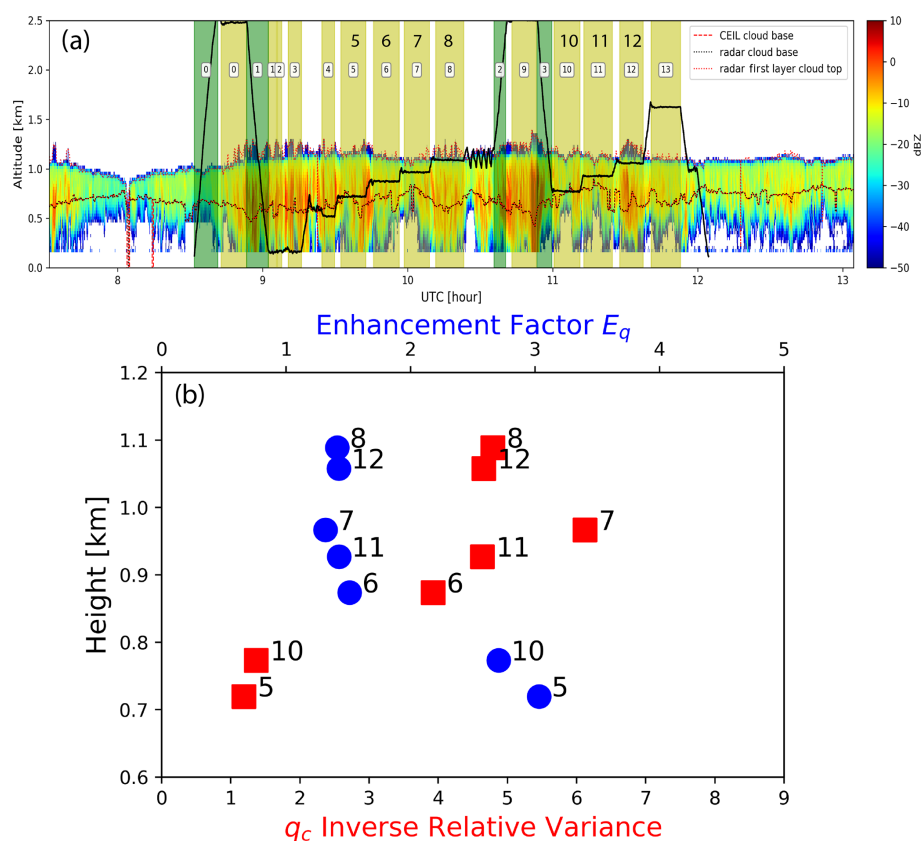 (a)
5 6 7 8 10 11 12
0 0 1 1 2 3 4 5 6 7 8 2 9 3 10 11 12 13
CEIL cloud base
radar cloud base
radar first layer cloud top
Altitude [km]
2.5
2.0
1.5
1.0
0.5
0.0
8 9 10 11 12 13
UTC [hour]
10
0
−10
−20
−30
−40
−50
dBZ
Enhancement Factor Eq
0 1 2 3 4 5
(b)
Height [km]
1.2
1.1
1.0
0.9
0.8
0.7
0.6
8 8
12 12
7 7
11 11
6 6
10 10
5 5
0 1 2 3 4 5 6 7 8 9
qc Inverse Relative Variance